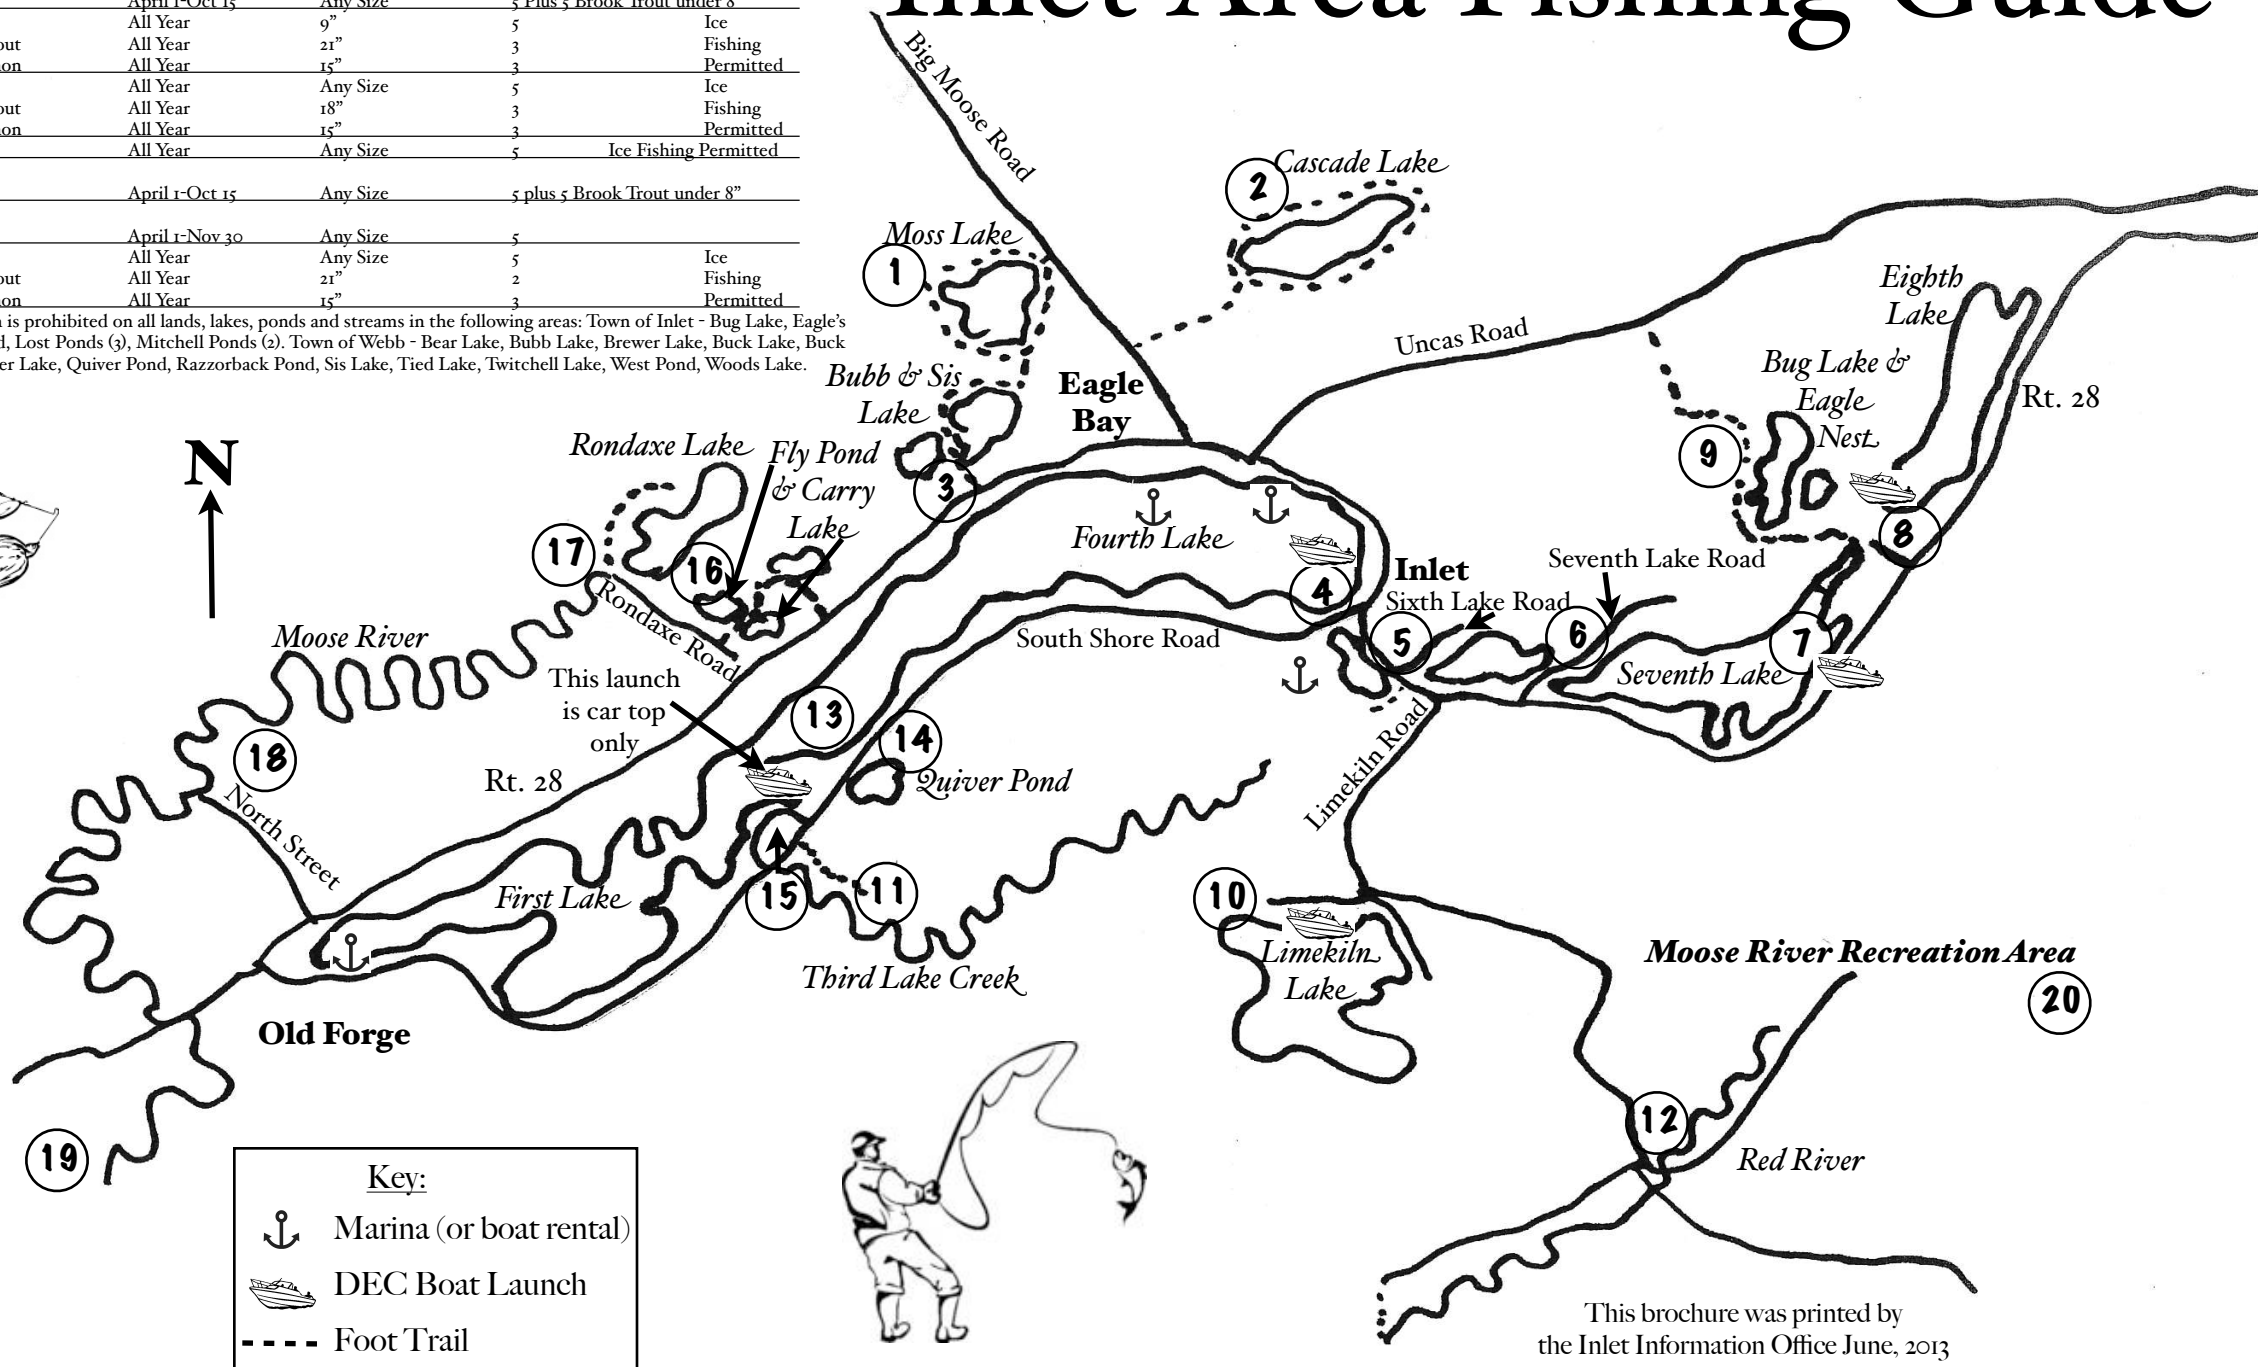 Inlet Area Fishing Guide
April 1-Oct 15 Any Size 5 Plus 5 Brook Trout under 8"
All Year 9” 5 Ice
out All Year 21” 3 Fishing
on All Year 15” 3 Permitted
All Year Any Size 5 Ice
out All Year 18” 3 Fishing
on All Year 15” 3 Permitted
All Year Any Size 5 Ice Fishing Permitted
April 1-Oct 15 Any Size 5 plus 5 Brook Trout under 8”
April 1-Nov 30 Any Size 5
All Year Any Size 5 Ice
out All Year 21” 2 Fishing
on All Year 15” 3 Permitted
is prohibited on all lands, lakes, ponds and streams in the following areas: Town of Inlet - Bug Lake, Eagle’s
d, Lost Ponds (3), Mitchell Ponds (2). Town of Webb - Bear Lake, Bubb Lake, Brewer Lake, Buck Lake, Buck
er Lake, Quiver Pond, Razzorback Pond, Sis Lake, Tied Lake, Twitchell Lake, West Pond, Woods Lake.
Big Moose Road
2
Cascade Lake
Moss Lake
1
Bubb & Sis
Lake
3
Eagle
Bay
Uncas Road
Eighth
Lake
Bug Lake &
Eagle
Nest
9
Rt. 28
8
N
Rondaxe Lake
Fly Pond
& Carry
Lake
17
16
Rondaxe Road
Fourth Lake
4
Inlet
Sixth Lake Road
Seventh Lake Road
5
6
7
Seventh Lake
South Shore Road
Moose River
This launch
is car top
only
13
14
Quiver Pond
18
North Street
Rt. 28
Limekiln Road
First Lake
15
11
Third Lake Creek
10
Limekiln
Lake
Moose River Recreation Area
20
Old Forge
19
12
Red River
Key:
Marina (or boat rental)
DEC Boat Launch
Foot Trail
This brochure was printed by
the Inlet Information Office June, 2013